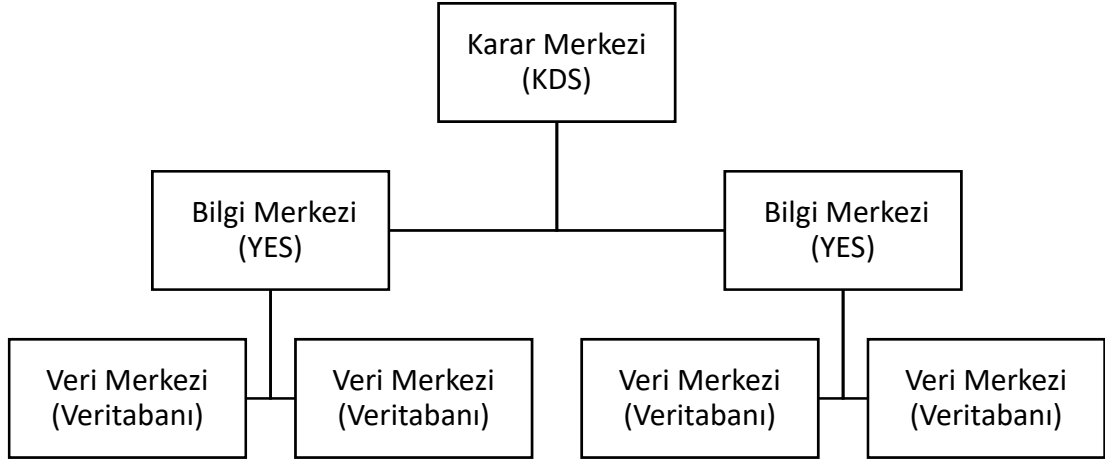 Karar Merkezi
(KDS)
Bilgi Merkezi
(YES)
Bilgi Merkezi
(YES)
Veri Merkezi
(Veritabanı)
Veri Merkezi
(Veritabanı)
Veri Merkezi
(Veritabanı)
Veri Merkezi
(Veritabanı)